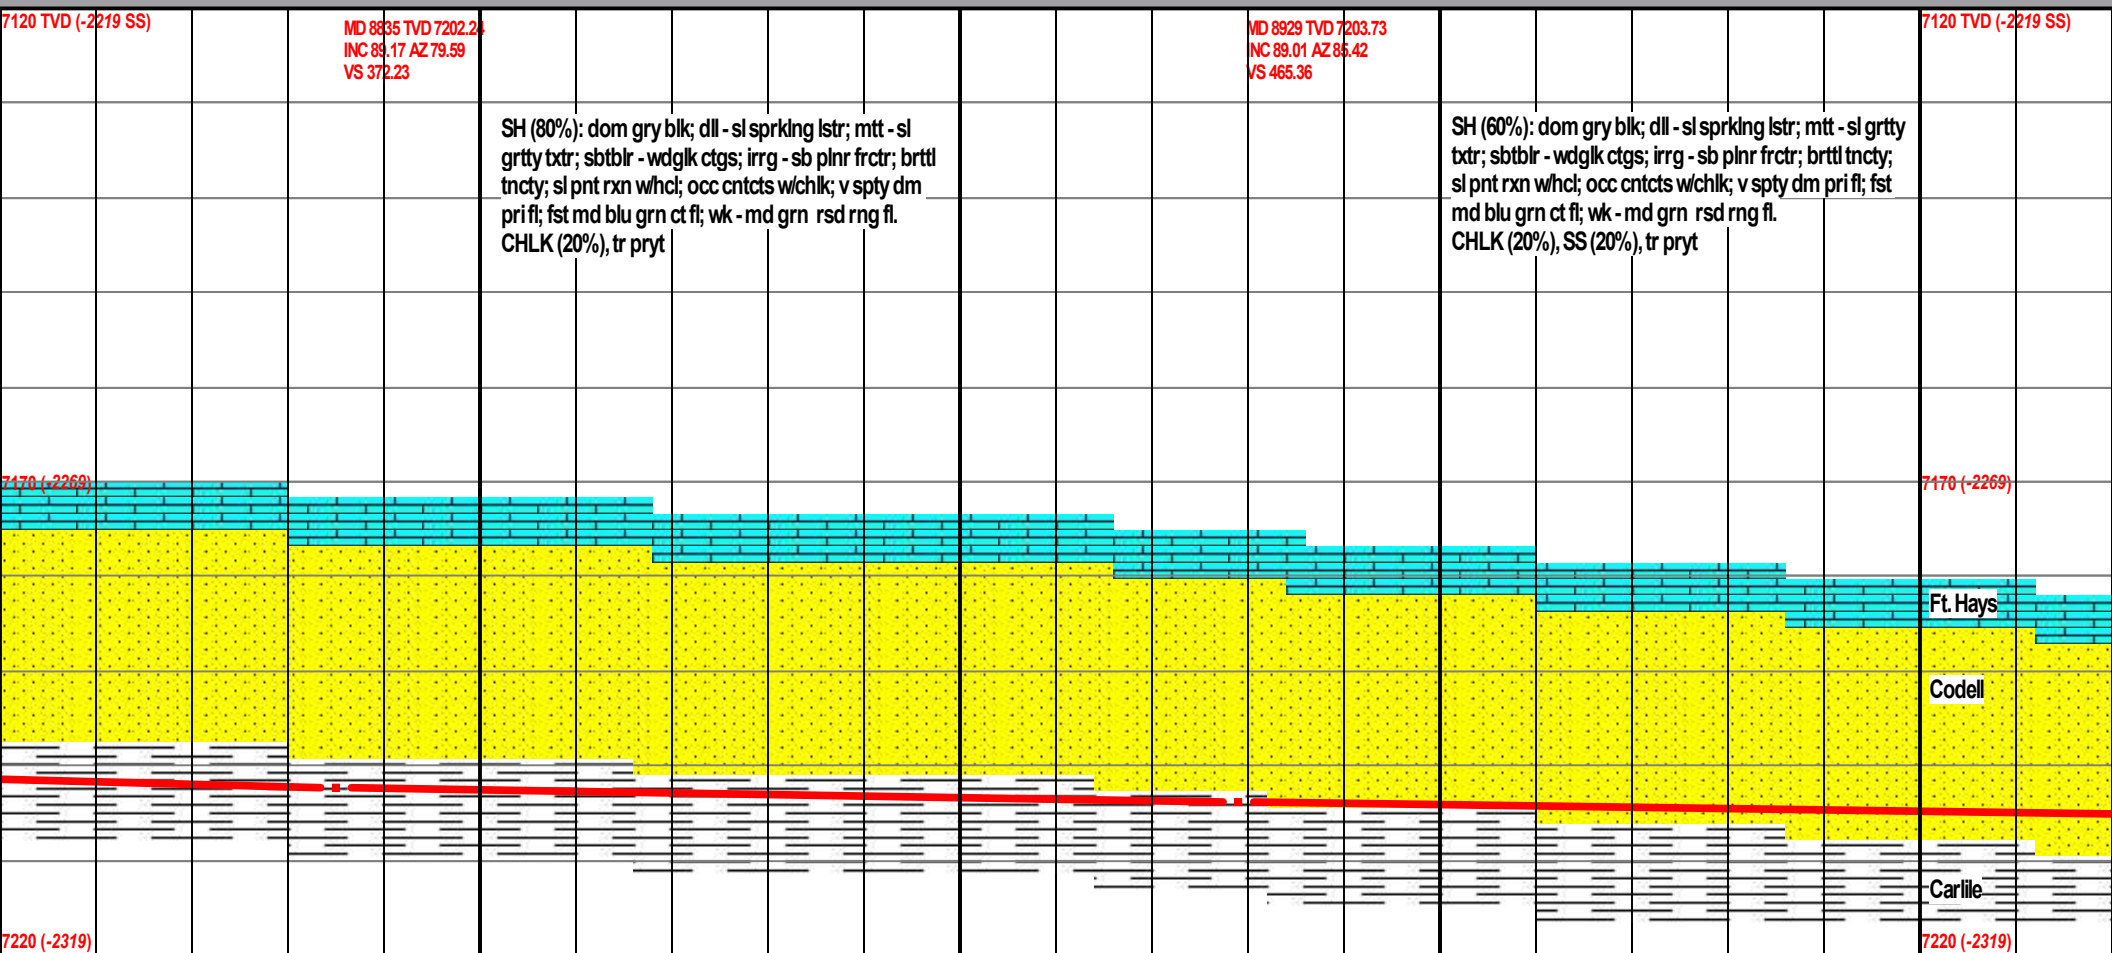 7120 TVD (-2219 SS)
MD 8835 TVD 7202.24
INC 89.17 AZ 79.59
VS 372.23
MD 8929 TVD 7203.73
INC 89.01 AZ 85.42
VS 465.36
7120 TVD (-2219 SS)
SH (80%): dom gry blk; dll - sl sprklng lstr; mtt - sl
grtty txtr; sbtblr - wdglk ctgs; irrg - sb plnr frctr; brttl
tncty; sl pnt rxn w/hcl; occ cntcts w/chlk; v spty dm
pri fl; fst md blu grn ct fl; wk - md grn rsd rng fl.
CHLK (20%), tr pryt
SH (60%): dom gry blk; dll - sl sprklng lstr; mtt - sl grtty
txtr; sbtblr - wdglk ctgs; irrg - sb plnr frctr; brttl tncty;
sl pnt rxn w/hcl; occ cntcts w/chlk; v spty dm pri fl; fst
md blu grn ct fl; wk - md grn rsd rng fl.
CHLK (20%), SS (20%), tr pryt
7170 (-2269)
7170 (-2269)
Ft. Hays
Codell
Carlile
7220 (-2319)
7220 (-2319)